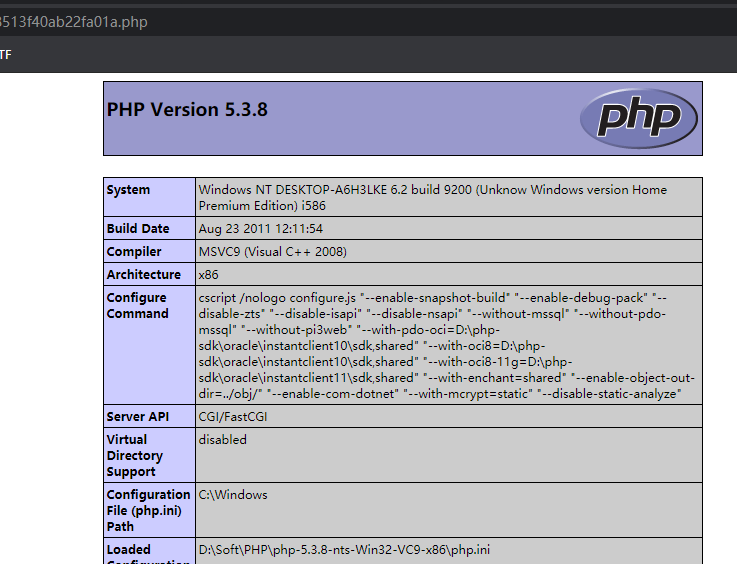 3513f40ab22fa01a.php
TF
PHP Version 5.3.8
php
System
Windows NT DESKTOP-A6H3LKE 6.2 build 9200 (Unknow Windows version Home
Premium Edition) i586
Build Date
Aug 23 2011 12:11:54
Compiler
MSVC9 (Visual C++ 2008)
Architecture
x86
Configure
Command
cscript /nologo configure.js "--enable-snapshot-build" "--enable-debug-pack" "--
disable-zts" "--disable-isapi" "--disable-nsapi" "--without-mssql" "--without-pdo-
mssql" "--without-pi3web" "--with-pdo-oci=D:\php-
sdk\oracle\instantclient10\sdk,shared" "--with-oci8=D:\php-
sdk\oracle\instantclient10\sdk,shared" "--with-oci8-11g=D:\php-
sdk\oracle\instantclient11\sdk,shared" "--with-enchant=shared" "--enable-object-out-
dir=../obj/" "--enable-com-dotnet" "--with-mcrypt=static" "--disable-static-analyze"
Server API
CGI/FastCGI
Virtual
Directory
Support
disabled
Configuration
File (php.ini)
Path
C:\Windows
Loaded
Configuration
D:\Soft\PHP\php-5.3.8-nts-Win32-VC9-x86\php.ini